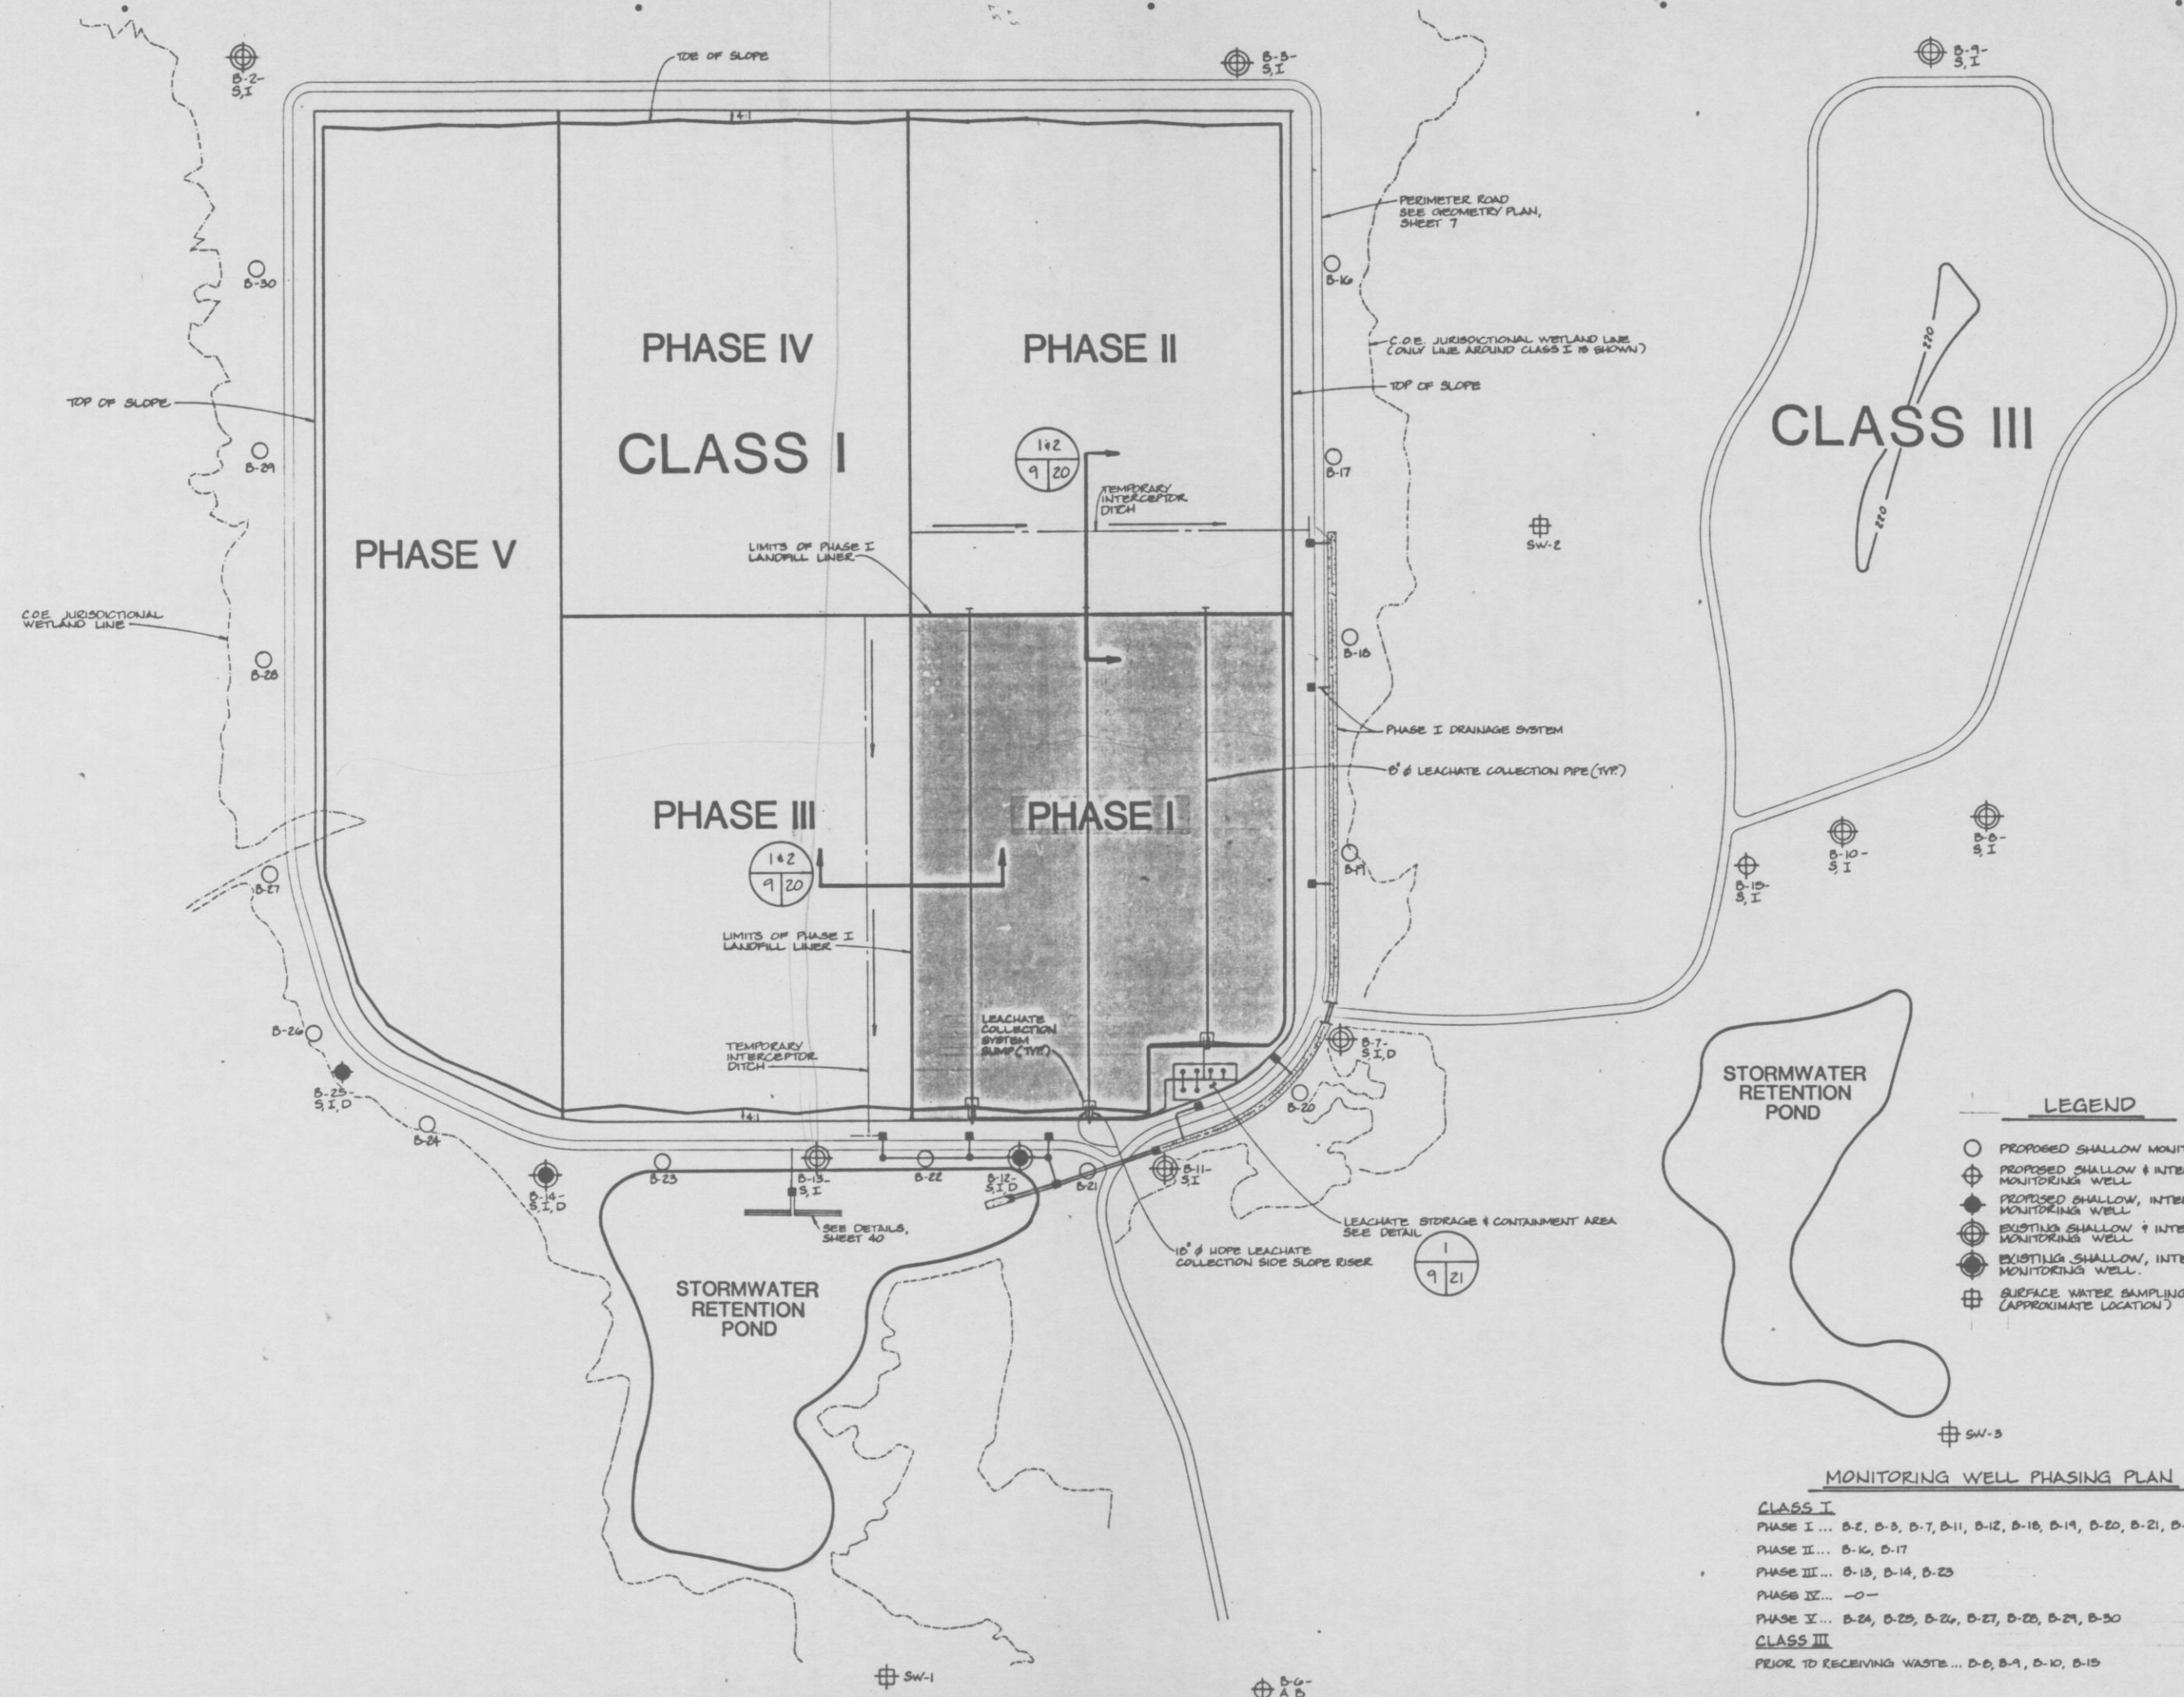 B-2-
S,I
TOE OF SLOPE
B-3-
S,I
B-9-
S,I
4:1
PERIMETER ROAD
SEE GEOMETRY PLAN,
SHEET 7
B-30
B-16
PHASE IV
PHASE II
C.O.E. JURISDICTIONAL WETLAND LINE
(ONLY LINE AROUND CLASS I IS SHOWN)
220
TOP OF SLOPE
TOP OF SLOPE
CLASS I
CLASS III
1&2
9 20
B-29
B-17
TEMPORARY
INTERCEPTOR
DITCH
220
SW-2
PHASE V
LIMITS OF PHASE I
LANDFILL LINER
C.O.E. JURISDICTIONAL
WETLAND LINE
B-28
B-18
PHASE I DRAINAGE SYSTEM
8" ø LEACHATE COLLECTION PIPE (TYP.)
PHASE III
PHASE I
1&2
9 20
B-27
B-19
B-10-
S,I
B-8-
S,I
B-15-
S,I
LIMITS OF PHASE I
LANDFILL LINER
LEACHATE
COLLECTION
SYSTEM
SUMP (TYP.)
TEMPORARY
INTERCEPTOR
DITCH
B-26
B-25-
S,I,D
B-7-
S,I,D
B-20
STORMWATER
RETENTION
POND
4:1
B-24
B-14-
S,I,D
B-23
B-13-
S,I
B-22
B-12-
S,I,D
B-21
B-11-
S,I
SEE DETAILS,
SHEET 40
LEACHATE STORAGE & CONTAINMENT AREA
SEE DETAIL
1
9 21
18" ø HDPE LEACHATE
COLLECTION SIDE SLOPE RISER
STORMWATER
RETENTION
POND
LEGEND
PROPOSED SHALLOW
PROPOSED SHALLOW &
MONITORING WELL
PROPOSED SHALLOW,
MONITORING WELL
EXISTING SHALLOW &
MONITORING WELL
EXISTING SHALLOW,
MONITORING WELL.
SURFACE WATER SAMPLING
(APPROXIMATE LOCATION)
SW-3
MONITORING WELL PHASING PLAN
CLASS I
PHASE I... B-2, B-3, B-7, B-11, B-12, B-18, B-19, B-20, B-21,
PHASE II... B-16, B-17
PHASE III... B-13, B-14, B-23
PHASE IV... -0-
PHASE V... B-24, B-25, B-26, B-27, B-28, B-29, B-30
CLASS III
PRIOR TO RECEIVING WASTE... B-8, B-9, B-10, B-15
SW-1
B-6-
A,B